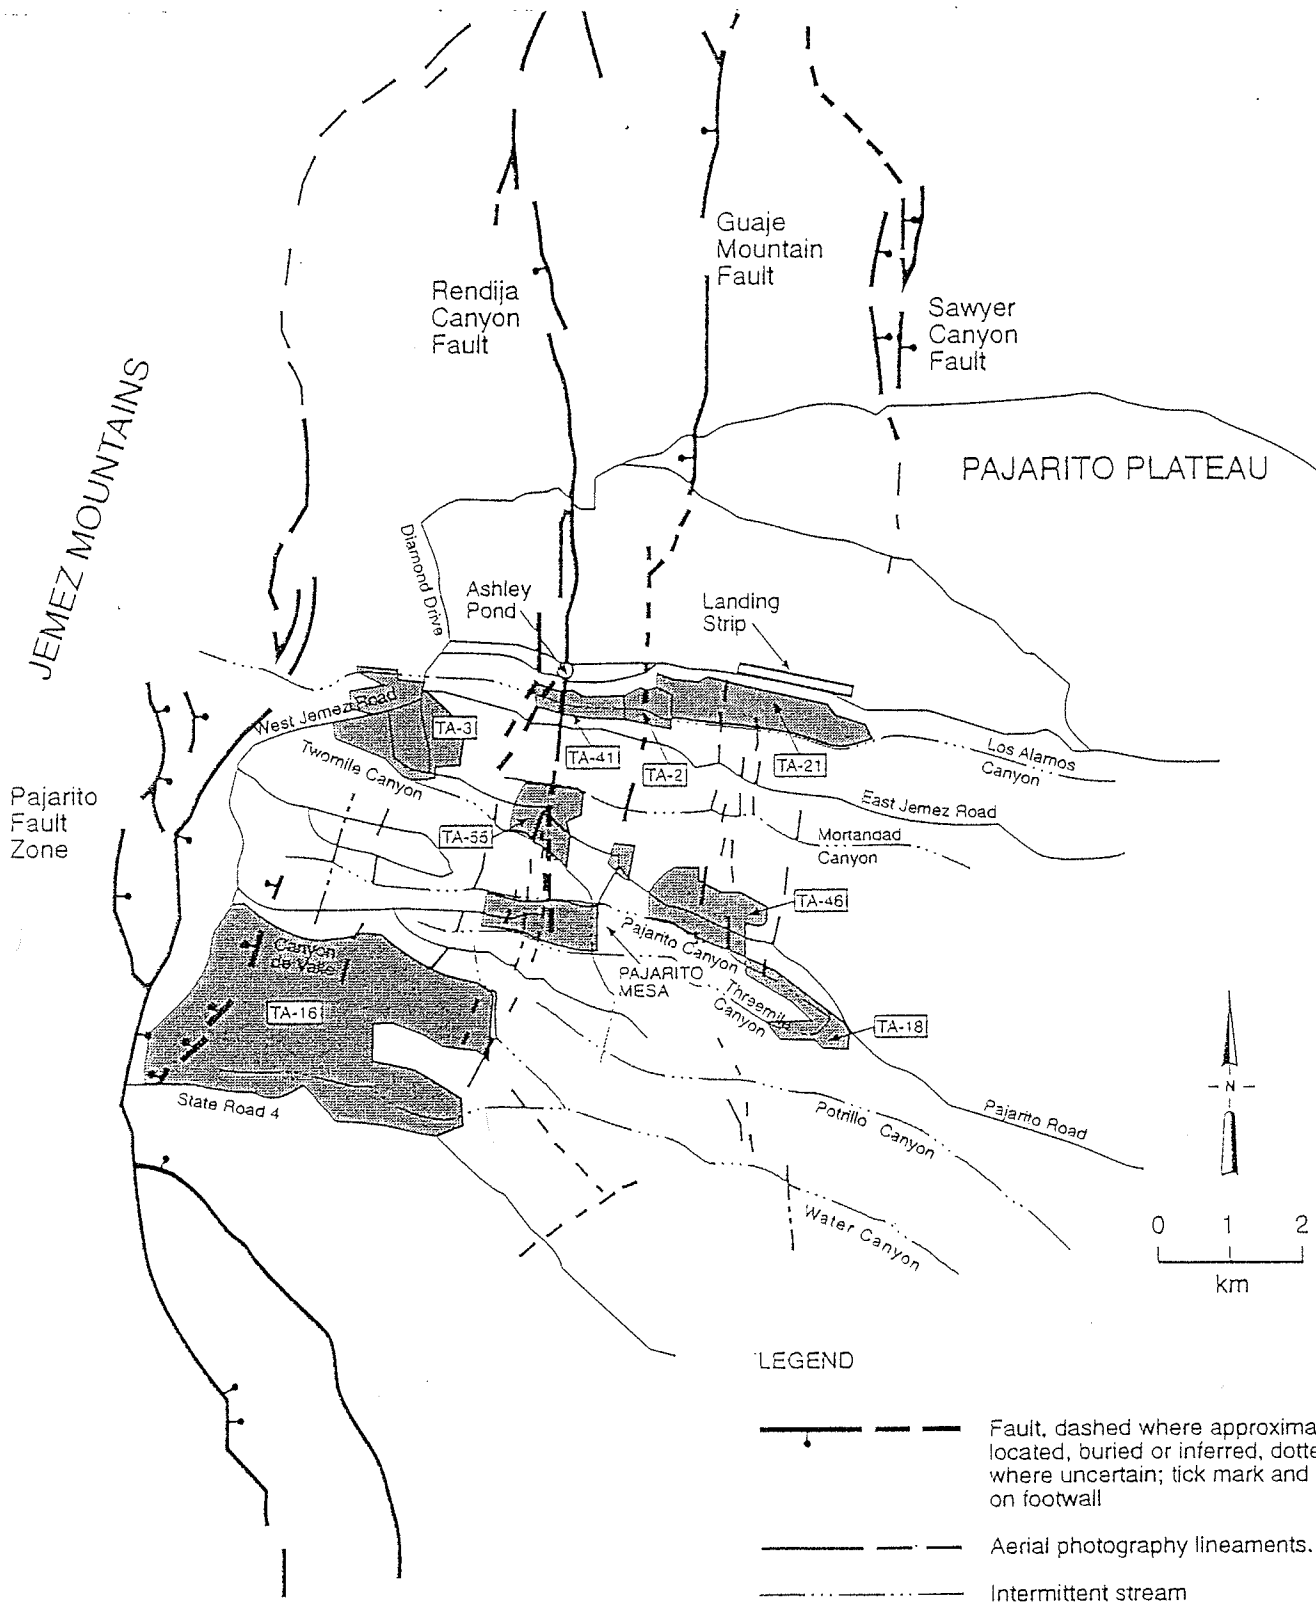 Guaje
Mountain
Fault
Rendija
Canyon
Fault
Sawyer
Canyon
Fault
JEMEZ MOUNTAINS
PAJARITO PLATEAU
Diamond Drive
Ashley
Pond
Landing
Strip
West Jemez Road
TA-3
TA-41
TA-2
TA-21
Los Alamos
Canyon
Twomile Canyon
East Jemez Road
Pajarito
Fault
Zone
TA-55
Mortandad
Canyon
TA-46
Pajarito Canyon
Canyon
de Valle
PAJARITO
MESA
Threemile
Canyon
TA-16
TA-18
State Road 4
Potrillo Canyon
Pajarito Road
Water Canyon
N
0 1 2
km
LEGEND
Fault, dashed where approxima
located, buried or inferred, dotte
where uncertain; tick mark and
on footwall
Aerial photography lineaments.
Intermittent stream